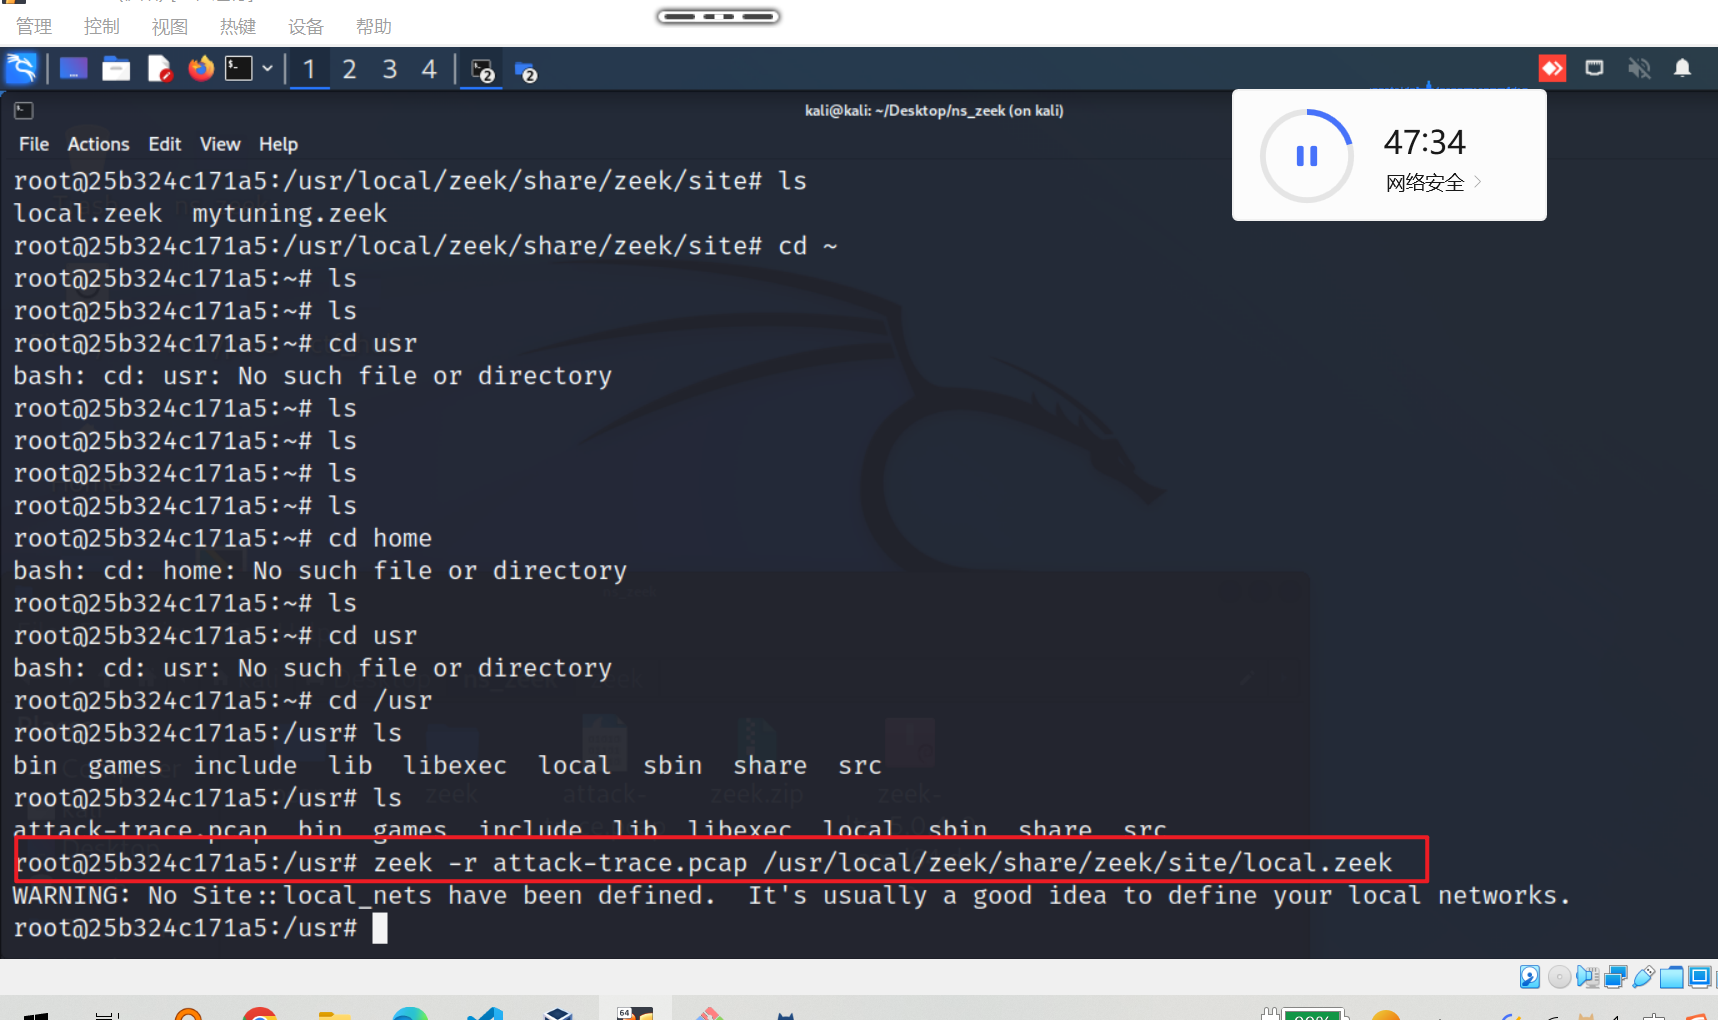 管理 控制 视图 热键 设备 帮助
1 2 3 4 2 2
kali@kali: ~/Desktop/ns_zeek (on kali)
File Actions Edit View Help
47:34
网络安全
root@25b324c171a5:/usr/local/zeek/share/zeek/site# ls
local.zeek mytuning.zeek
root@25b324c171a5:/usr/local/zeek/share/zeek/site# cd ~
root@25b324c171a5:~# ls
root@25b324c171a5:~# ls
root@25b324c171a5:~# cd usr
bash: cd: usr: No such file or directory
root@25b324c171a5:~# ls
root@25b324c171a5:~# ls
root@25b324c171a5:~# ls
root@25b324c171a5:~# ls
root@25b324c171a5:~# cd home
bash: cd: home: No such file or directory
root@25b324c171a5:~# ls
root@25b324c171a5:~# cd usr
bash: cd: usr: No such file or directory
root@25b324c171a5:~# cd /usr
root@25b324c171a5:/usr# ls
bin games include lib libexec local sbin share src
root@25b324c171a5:/usr# ls
attack-trace.pcap bin games include lib libexec local sbin share src
root@25b324c171a5:/usr# zeek -r attack-trace.pcap /usr/local/zeek/share/zeek/site/local.zeek
WARNING: No Site::local_nets have been defined. It's usually a good idea to define your local networks.
root@25b324c171a5:/usr#
64